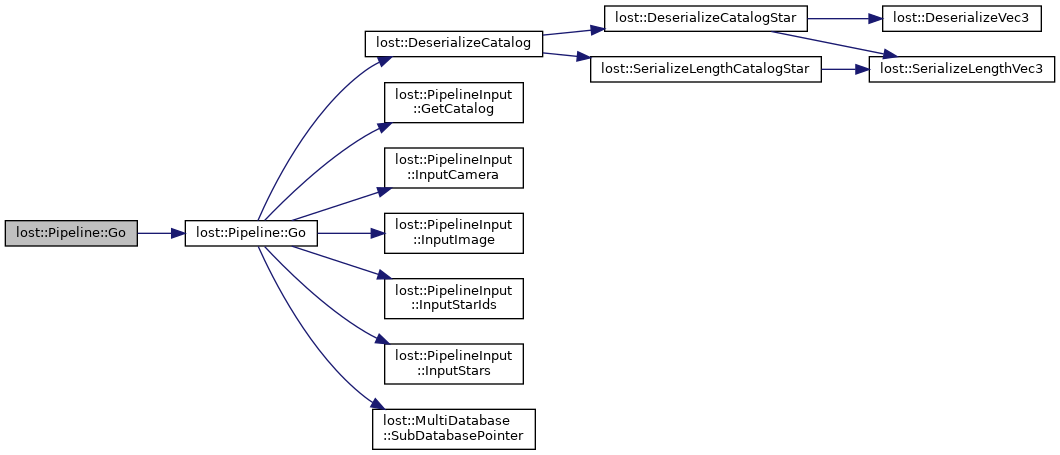 lost::Pipeline::Go
lost::Pipeline::Go
lost::DeserializeCatalog
lost::PipelineInput
::GetCatalog
lost::PipelineInput
::InputCamera
lost::PipelineInput
::InputImage
lost::PipelineInput
::InputStarIds
lost::PipelineInput
::InputStars
lost::MultiDatabase
::SubDatabasePointer
lost::DeserializeCatalogStar
lost::SerializeLengthCatalogStar
lost::DeserializeVec3
lost::SerializeLengthVec3